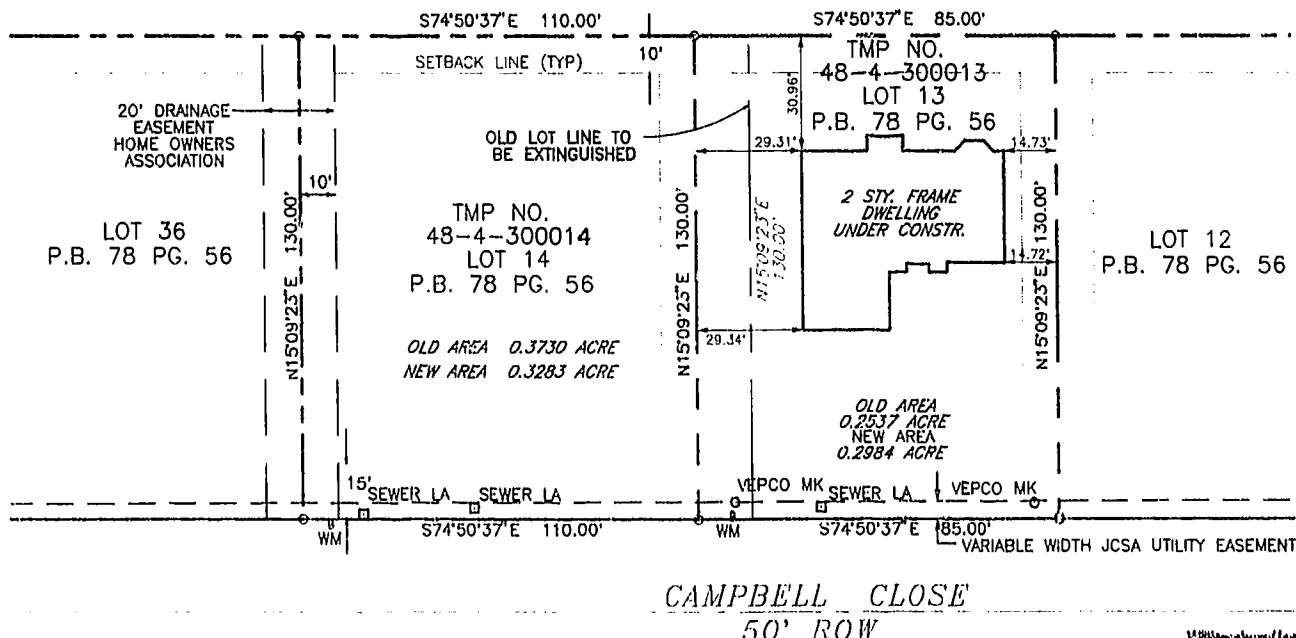 S74°50'37"E 110.00'
S74°50'37"E 85.00'
SETBACK LINE (TYP)
10'
TMP NO.
48-4-300013
LOT 13
P.B. 78 PG. 56
30.96'
20' DRAINAGE
EASEMENT
HOME OWNERS
ASSOCIATION
OLD LOT LINE TO
BE EXTINGUISHED
29.31'
14.73'
10'
LOT 36
P.B. 78 PG. 56
N15°09'23"E 130.00'
TMP NO.
48-4-300014
LOT 14
P.B. 78 PG. 56
OLD AREA 0.3730 ACRE
NEW AREA 0.3283 ACRE
N15°09'23"E 130.00'
N15°09'23"E
130.00'
2 STY. FRAME
DWELLING
UNDER CONSTR.
14.72'
29.34'
N15°09'23"E 130.00'
LOT 12
P.B. 78 PG. 56
OLD AREA
0.2537 ACRE
NEW AREA
0.2984 ACRE
15'
SEWER LA
SEWER LA
VEPCO MK
SEWER LA
VEPCO MK
WM
S74°50'37"E 110.00'
WM
S74°50'37"E 85.00'
VARIABLE WIDTH JCSA UTILITY EASEMENT
CAMPBELL CLOSE
50' ROW